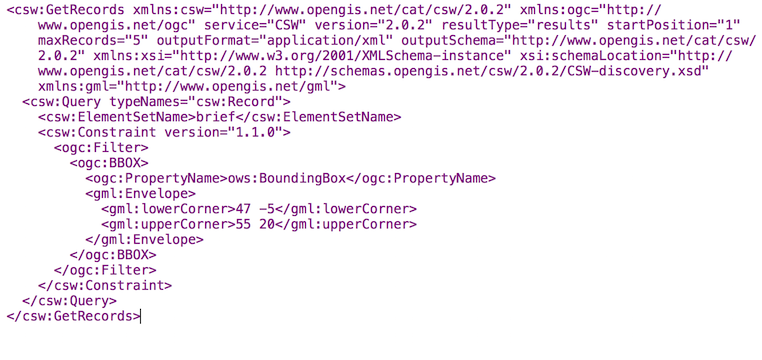 <csw:GetRecords xmlns:csw="http://www.opengis.net/cat/csw/2.0.2" xmlns:ogc="http://
www.opengis.net/ogc" service="CSW" version="2.0.2" resultType="results" startPosition="1"
maxRecords="5" outputFormat="application/xml" outputSchema="http://www.opengis.net/cat/csw/
2.0.2" xmlns:xsi="http://www.w3.org/2001/XMLSchema-instance" xsi:schemaLocation="http://
www.opengis.net/cat/csw/2.0.2 http://schemas.opengis.net/csw/2.0.2/CSW-discovery.xsd"
xmlns:gml="http://www.opengis.net/gml">
<csw:Query typeNames="csw:Record">
<csw:ElementSetName>brief</csw:ElementSetName>
<csw:Constraint version="1.1.0">
<ogc:Filter>
<ogc:BBOX>
<ogc:PropertyName>ows:BoundingBox</ogc:PropertyName>
<gml:Envelope>
<gml:lowerCorner>47 -5</gml:lowerCorner>
<gml:upperCorner>55 20</gml:upperCorner>
</gml:Envelope>
</ogc:BBOX>
</ogc:Filter>
</csw:Constraint>
</csw:Query>
</csw:GetRecords>